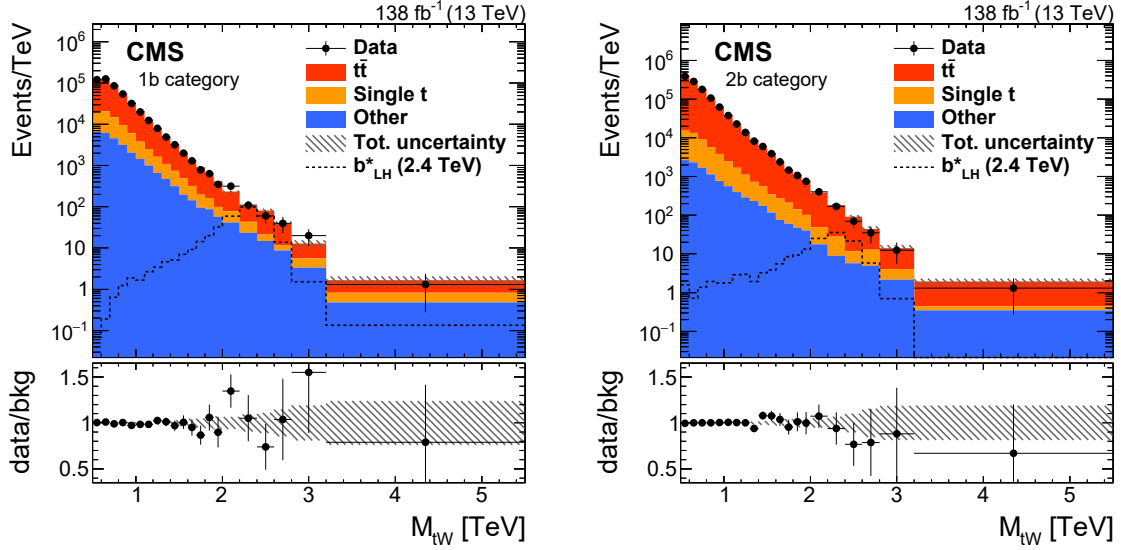 138 fb⁻¹ (13 TeV)
Events/TeV
10⁶
10⁵
10⁴
10³
10²
10
1
10⁻¹
CMS
1b category
Data
tt̄
Single t
Other
Tot. uncertainty
b*LH (2.4 TeV)
data/bkg
1.5
1
0.5
1 2 3 4 5
MtW [TeV]
138 fb⁻¹ (13 TeV)
Events/TeV
10⁶
10⁵
10⁴
10³
10²
10
1
10⁻¹
CMS
2b category
Data
tt̄
Single t
Other
Tot. uncertainty
b*LH (2.4 TeV)
data/bkg
1.5
1
0.5
1 2 3 4 5
MtW [TeV]